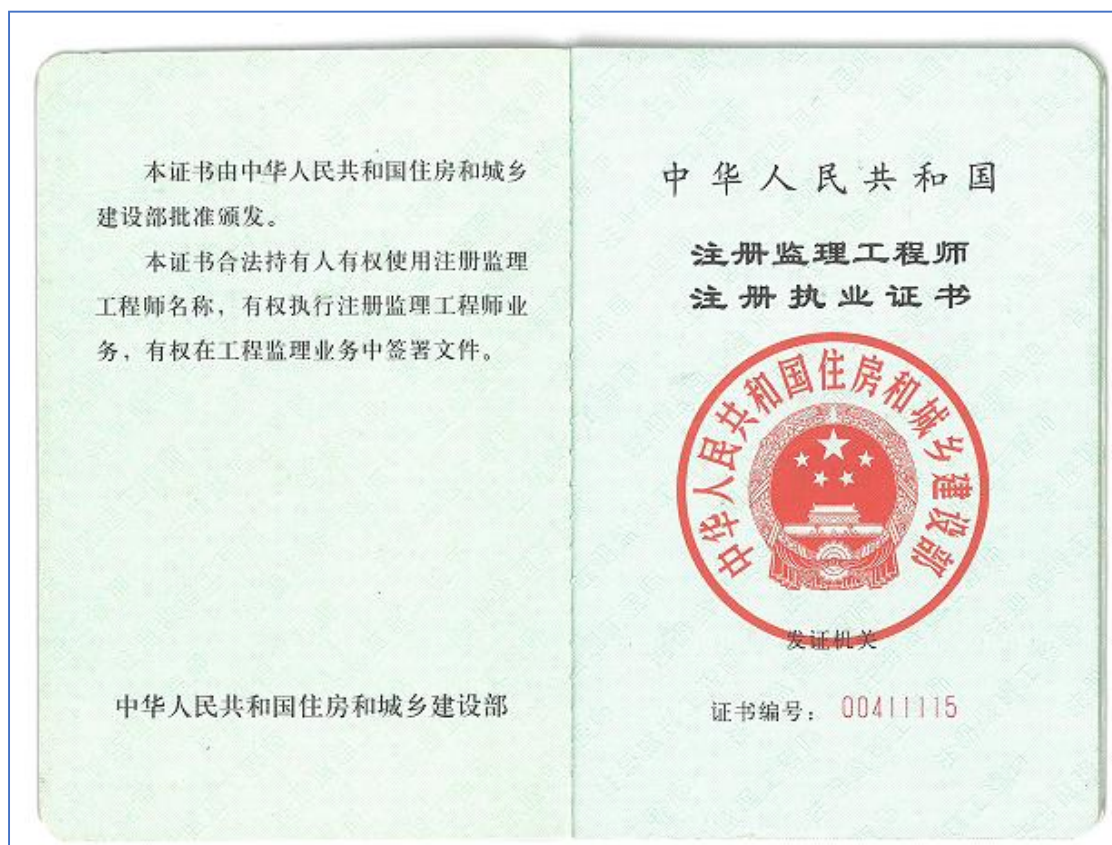 本证书由中华人民共和国住房和城乡
建设部批准颁发。
本证书合法持有人有权使用注册监理
工程师名称，有权执行注册监理工程师业
务，有权在工程监理业务中签署文件。
中华人民共和国住房和城乡建设部
中华人民共和国
注册监理工程师
注册执业证书
中华人民共和国住房和城乡建设部
发证机关
证书编号：00411115